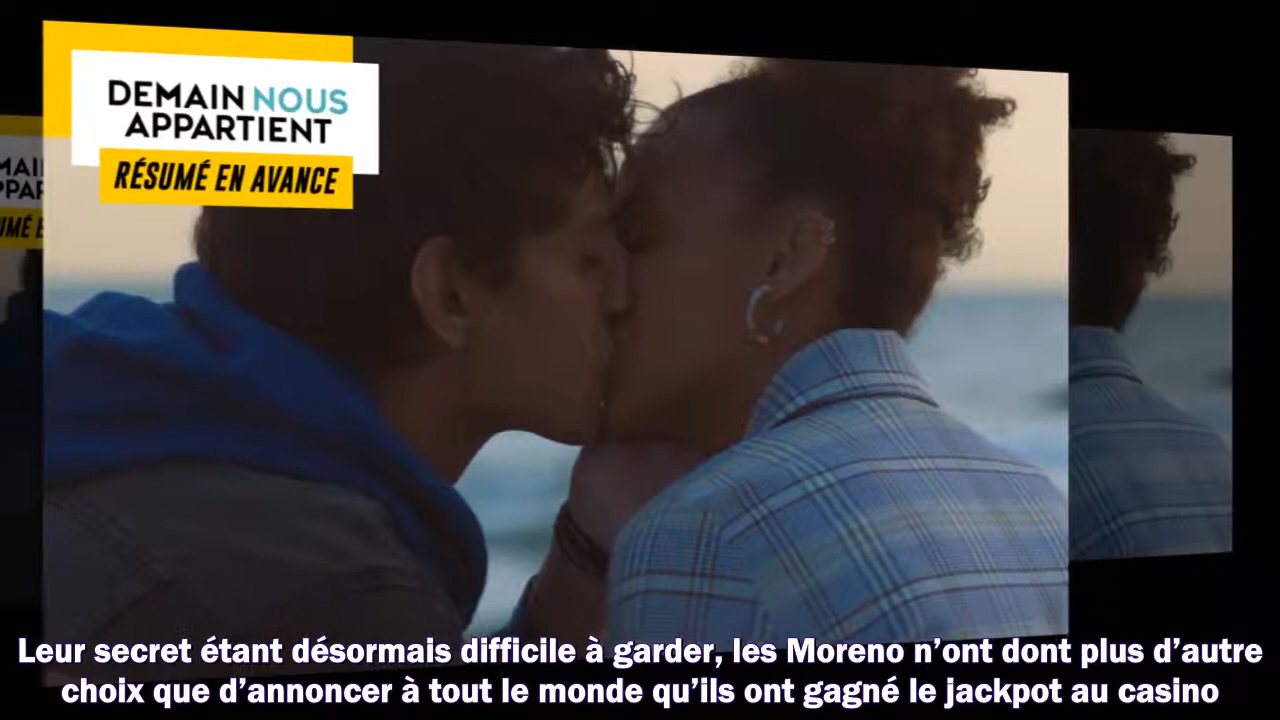 DEMAIN NOUS
APPARTIENT
RÉSUMÉ EN AVANCE
Leur secret étant désormais difficile à garder, les Moreno n’ont dont plus d’autre
choix que d’annoncer à tout le monde qu’ils ont gagné le jackpot au casino